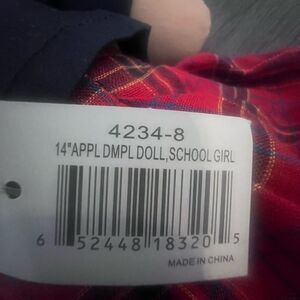 4234-8
14"APPL DMPL DOLL,SCHOOL GIRL
6 52448 18320 5
MADE IN CHINA